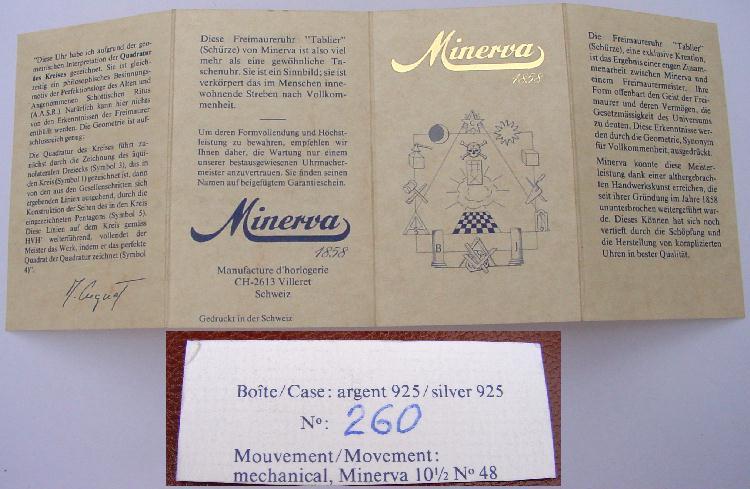 "Diese Uhr habe ich aufgrund der geo-
metrischen Interpretation der Quadratur
des Kreises gezeichnet. Sie ist gleich-
zeitig ein philosophisches Besinnungs-
motiv der Perfektionsloge des Alten und
Angenommenen Schottischen Ritus
(A.A.S.R.). Natürlich kann hier nichts
von den Erkenntnissen der Freimaurer
enthüllt werden. Die Geometrie ist auf-
schlussreich genug:
Die Quadratur des Kreises führt zu-
nächst durch die Zeichnung des äqui-
lateralen Dreiecks (Symbol 3), das in
den Kreis (Symbol 1) gezeichnet ist, dann
von den aus den Gesellenschritten sich
ergebenden Linien ausgehend, durch die
Konstruktion der Seiten des in den Kreis
eingezeichneten Pentagons (Symbol 5).
Diese Linien auf dem Kreis gemäss
HVH' weiterführend, vollendet der
Meister das Werk, indem er das perfekte
Quadrat der Quadratur zeichnet (Symbol
4)".
Diese Freimaureruhr "Tablier"
(Schürze) von Minerva ist also viel
mehr als eine gewöhnliche Ta-
schenuhr. Sie ist ein Sinnbild; sie ist
verkörpert das im Menschen inne-
wohnende Streben nach Vollkom-
menheit.
Um deren Formvollendung und Höchst-
leistung zu bewahren, empfehlen wir
Ihnen daher, die Wartung nur einem
unserer bestausgewiesenen Uhrmacher-
meister anzuvertrauen. Sie finden seinen
Namen auf beigefügtem Garantieschein.
Minerva
1858
Manufacture d'horlogerie
CH-2613 Villeret
Schweiz
Gedruckt in der Schweiz
Minerva
1858
B
J
Die Freimaureruhr "Tablier"
(Schürze), eine exklusive Kreation,
ist das Ergebnis einer engen Zusam-
menarbeit zwischen Minerva und
einem Freimaurermeister. Ihre
Form offenbart den Geist der Frei-
maurer und deren Vermögen, die
Gesetzmässigkeit des Universums
zu deuten. Diese Erkenntnisse wer-
den durch die Geometrie, Synonym
für Vollkommenheit, ausgedrückt.
Minerva konnte diese Meister-
leistung dank einer althergebrach-
ten Handwerkskunst erreichen, die
seit ihrer Gründung im Jahre 1858
ununterbrochen weitergeführt wur-
de. Dieses Können hat sich noch
vertieft durch die Schöpfung und
die Herstellung von komplizierten
Uhren in bester Qualität.
Boîte/Case: argent 925/silver 925
Nº: 260
Mouvement/Movement:
mechanical, Minerva 10½ Nº 48